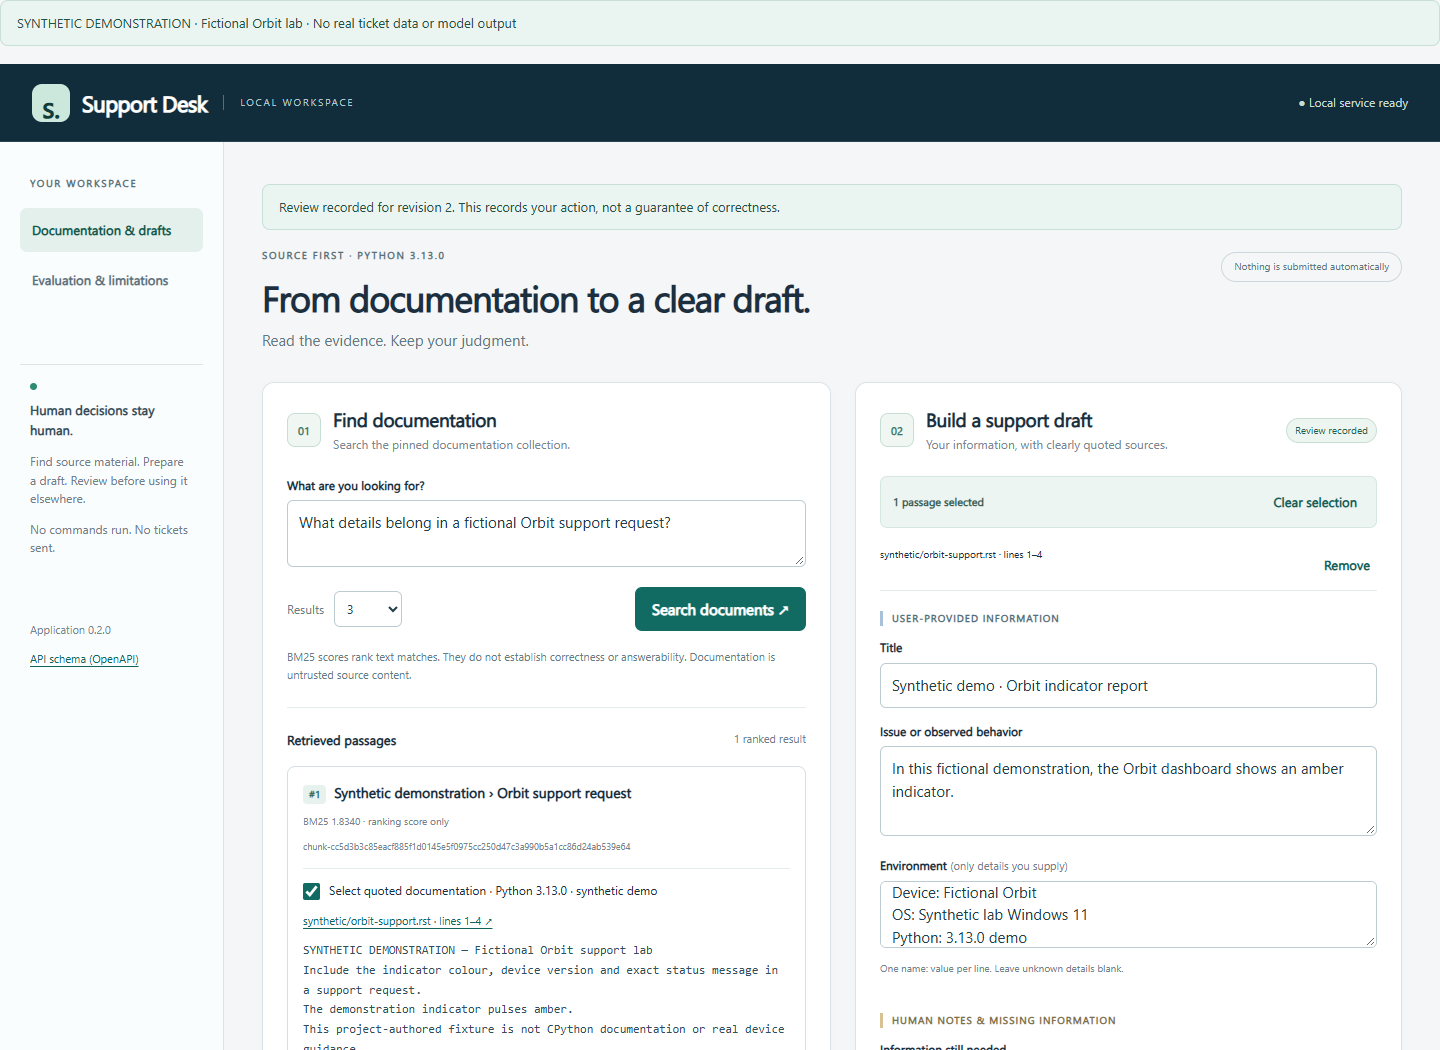 SYNTHETIC DEMONSTRATION · Fictional Orbit lab · No real ticket data or model output
S.
Support Desk
LOCAL WORKSPACE
● Local service ready
YOUR WORKSPACE
Documentation & drafts
Evaluation & limitations
Human decisions stay
human.
Find source material. Prepare
a draft. Review before using it
elsewhere.
No commands run. No tickets
sent.
Application 0.2.0
API schema (OpenAPI)
Review recorded for revision 2. This records your action, not a guarantee of correctness.
SOURCE FIRST · PYTHON 3.13.0
Nothing is submitted automatically
From documentation to a clear draft.
Read the evidence. Keep your judgment.
01
Find documentation
Search the pinned documentation collection.
What are you looking for?
What details belong in a fictional Orbit support request?
Results
3
Search documents ↗
BM25 scores rank text matches. They do not establish correctness or answerability. Documentation is
untrusted source content.
Retrieved passages
1 ranked result
#1
Synthetic demonstration › Orbit support request
BM25 1.8340 · ranking score only
chunk-cc5d3b3c85eacf885f1d0145e5f0975cc250d47c3a990b5a1cc86d24ab539e64
Select quoted documentation · Python 3.13.0 · synthetic demo
synthetic/orbit-support.rst · lines 1–4 ↗
SYNTHETIC DEMONSTRATION — Fictional Orbit support lab
Include the indicator colour, device version and exact status message in
a support request.
The demonstration indicator pulses amber.
This project-authored fixture is not CPython documentation or real device
guidance.
02
Build a support draft
Your information, with clearly quoted sources.
Review recorded
1 passage selected
Clear selection
synthetic/orbit-support.rst · lines 1–4
Remove
USER-PROVIDED INFORMATION
Title
Synthetic demo · Orbit indicator report
Issue or observed behavior
In this fictional demonstration, the Orbit dashboard shows an amber
indicator.
Environment (only details you supply)
Device: Fictional Orbit
OS: Synthetic lab Windows 11
Python: 3.13.0 demo
One name: value per line. Leave unknown details blank.
HUMAN NOTES & MISSING INFORMATION
Information still needed